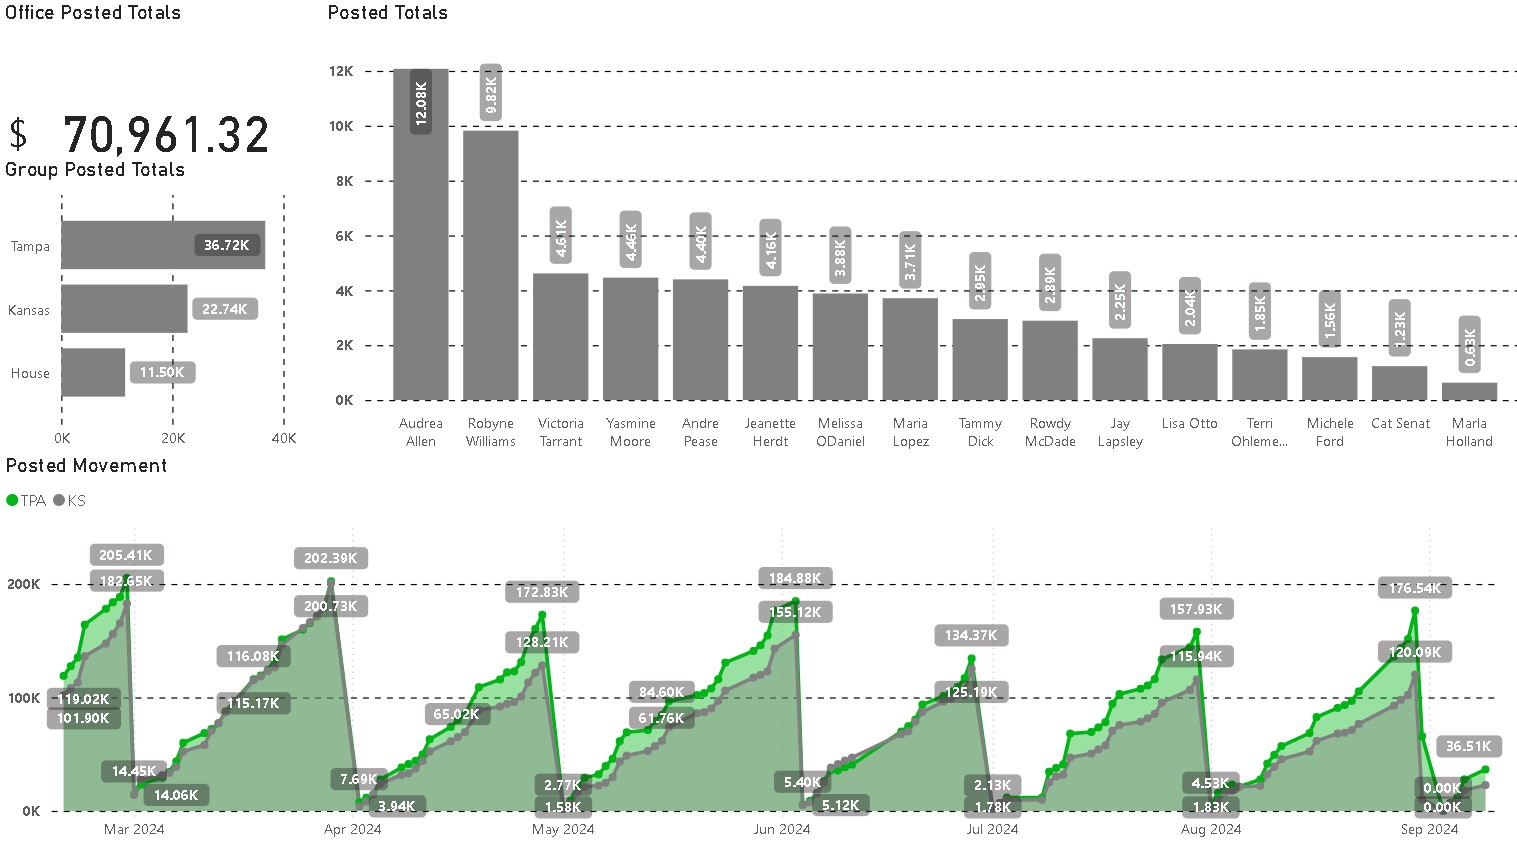 Office Posted Totals
$ 70,961.32
Group Posted Totals
Tampa
36.72K
Kansas
22.74K
House
11.50K
0K
20K
40K
Posted Totals
12K
10K
8K
6K
4K
2K
0K
12.08K
9.82K
4.61K
4.46K
4.40K
4.16K
3.88K
3.71K
2.95K
2.89K
2.25K
2.04K
1.85K
1.56K
1.23K
0.63K
Audrea
Allen
Robyne
Williams
Victoria
Tarrant
Yasmine
Moore
Andre
Pease
Jeanette
Herdt
Melissa
ODaniel
Maria
Lopez
Tammy
Dick
Rowdy
McDade
Jay
Lapsley
Lisa Otto
Terri
Ohleme...
Michele
Ford
Cat Senat
Marla
Holland
Posted Movement
TPA KS
200K
100K
0K
119.02K
101.90K
205.41K
182.65K
14.45K
14.06K
116.08K
115.17K
202.39K
200.73K
7.69K
3.94K
65.02K
172.83K
128.21K
2.77K
1.58K
84.60K
61.76K
184.88K
155.12K
5.40K
5.12K
134.37K
125.19K
2.13K
1.78K
157.93K
115.94K
4.53K
1.83K
176.54K
120.09K
36.51K
0.00K
0.00K
Mar 2024
Apr 2024
May 2024
Jun 2024
Jul 2024
Aug 2024
Sep 2024